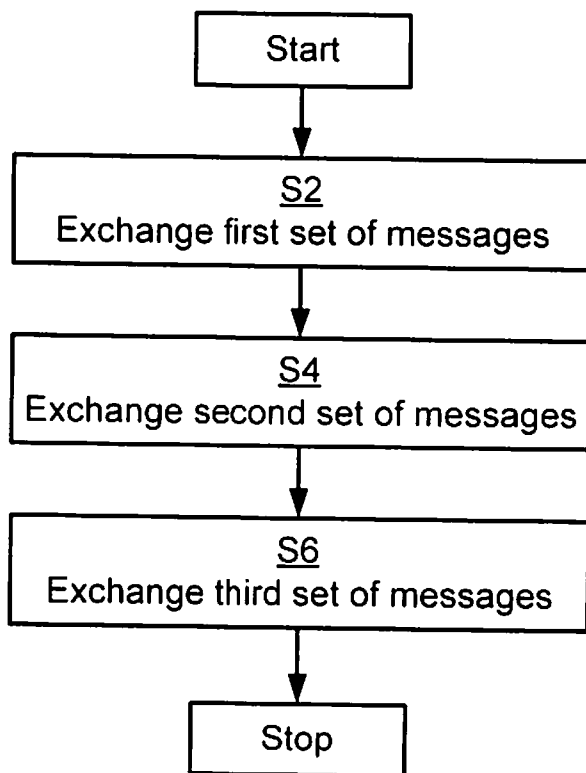 Start
S2
Exchange first set of messages
S4
Exchange second set of messages
S6
Exchange third set of messages
Stop